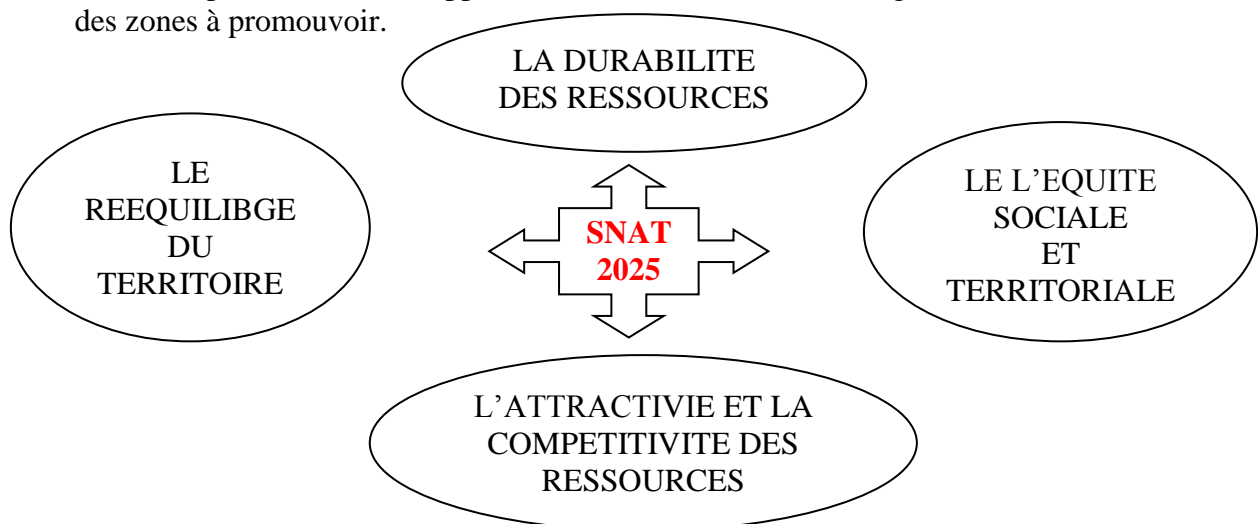 des zones à promouvoir.
LA DURABILITE
DES RESSOURCES
LE
REEQUILIBGE
DU
TERRITOIRE
SNAT
2025
LE L’EQUITE
SOCIALE
ET
TERRITORIALE
L’ATTRACTIVIE ET LA
COMPETITIVITE DES
RESSOURCES